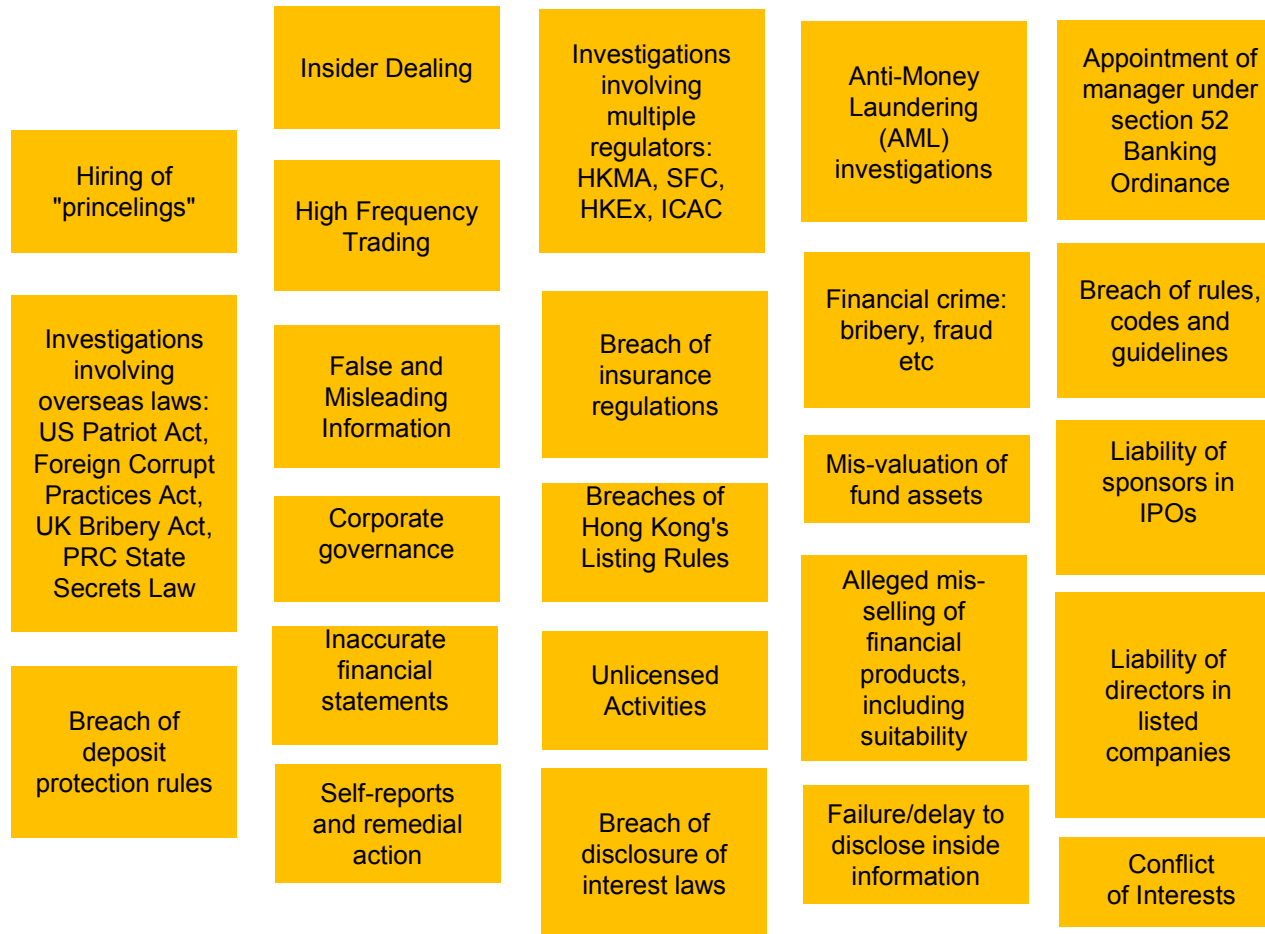 Hiring of
"princelings"
Investigations
involving
overseas laws:
US Patriot Act,
Foreign Corrupt
Practices Act,
UK Bribery Act,
PRC State
Secrets Law
Breach of
deposit
protection rules
Insider Dealing
High Frequency
Trading
False and
Misleading
Information
Corporate
governance
Inaccurate
financial
statements
Self-reports
and remedial
action
Investigations
involving
multiple
regulators:
HKMA, SFC,
HKEx, ICAC
Breach of
insurance
regulations
Breaches of
Hong Kong's
Listing Rules
Unlicensed
Activities
Breach of
disclosure of
interest laws
Anti-Money
Laundering
(AML)
investigations
Financial crime:
bribery, fraud
etc
Mis-valuation of
fund assets
Alleged mis-
selling of
financial
products,
including
suitability
Failure/delay to
disclose inside
information
Appointment of
manager under
section 52
Banking
Ordinance
Breach of rules,
codes and
guidelines
Liability of
sponsors in
IPOs
Liability of
directors in
listed
companies
Conflict
of Interests